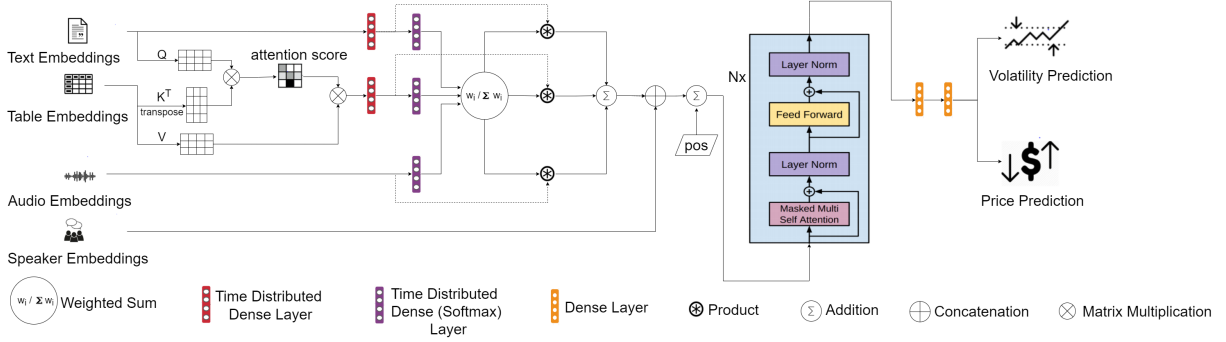 Text Embeddings
Q
attention score
Table Embeddings
K^T
transpose
V
w_i / Σ w_i
Audio Embeddings
Speaker Embeddings
Σ
Σ
pos
Nx
Layer Norm
Feed Forward
Layer Norm
Masked Multi
Self Attention
Volatility Prediction
$
Price Prediction
w_i / Σ w_i
Weighted Sum
Time Distributed
Dense Layer
Time Distributed
Dense (Softmax)
Layer
Dense Layer
Product
Σ
Addition
Concatenation
Matrix Multiplication